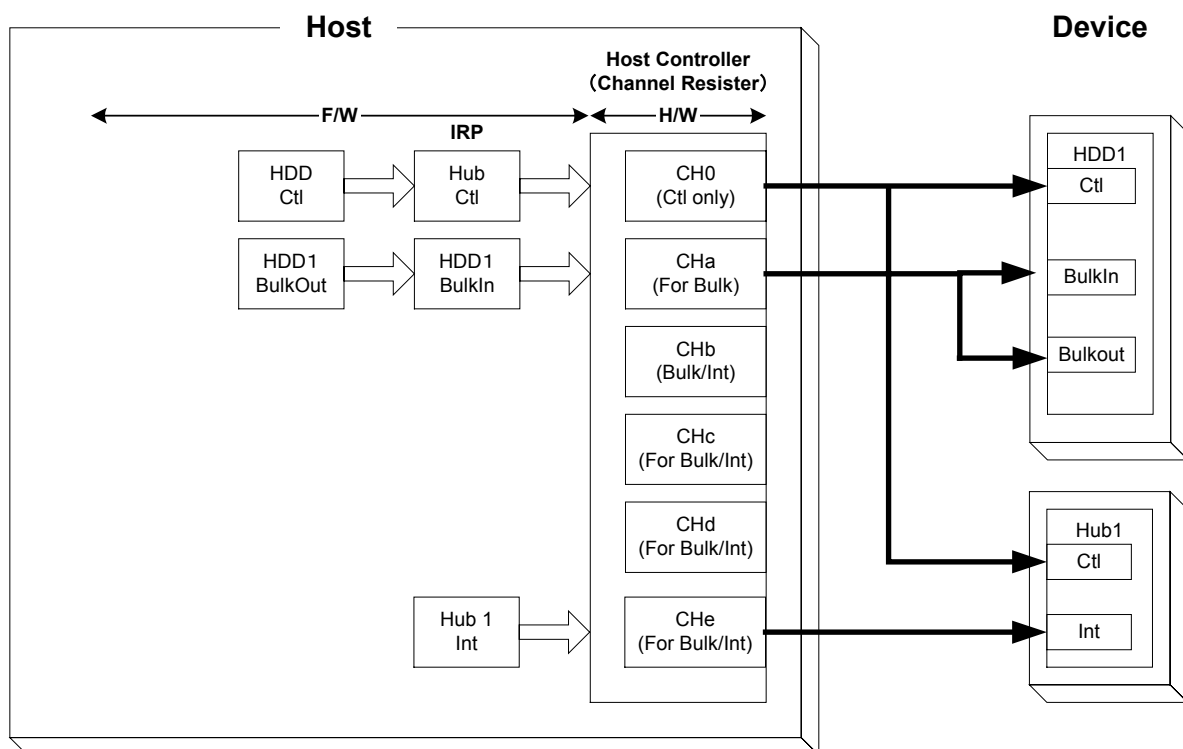 Host
Device
Host Controller
（Channel Resister）
F/W
H/W
IRP
HDD
Ctl
Hub
Ctl
CH0
(Ctl only)
HDD1
BulkOut
HDD1
BulkIn
CHa
(For Bulk)
CHb
(Bulk/Int)
CHc
(For Bulk/Int)
CHd
(For Bulk/Int)
Hub 1
Int
CHe
(For Bulk/Int)
HDD1
Ctl
BulkIn
Bulkout
Hub1
Ctl
Int